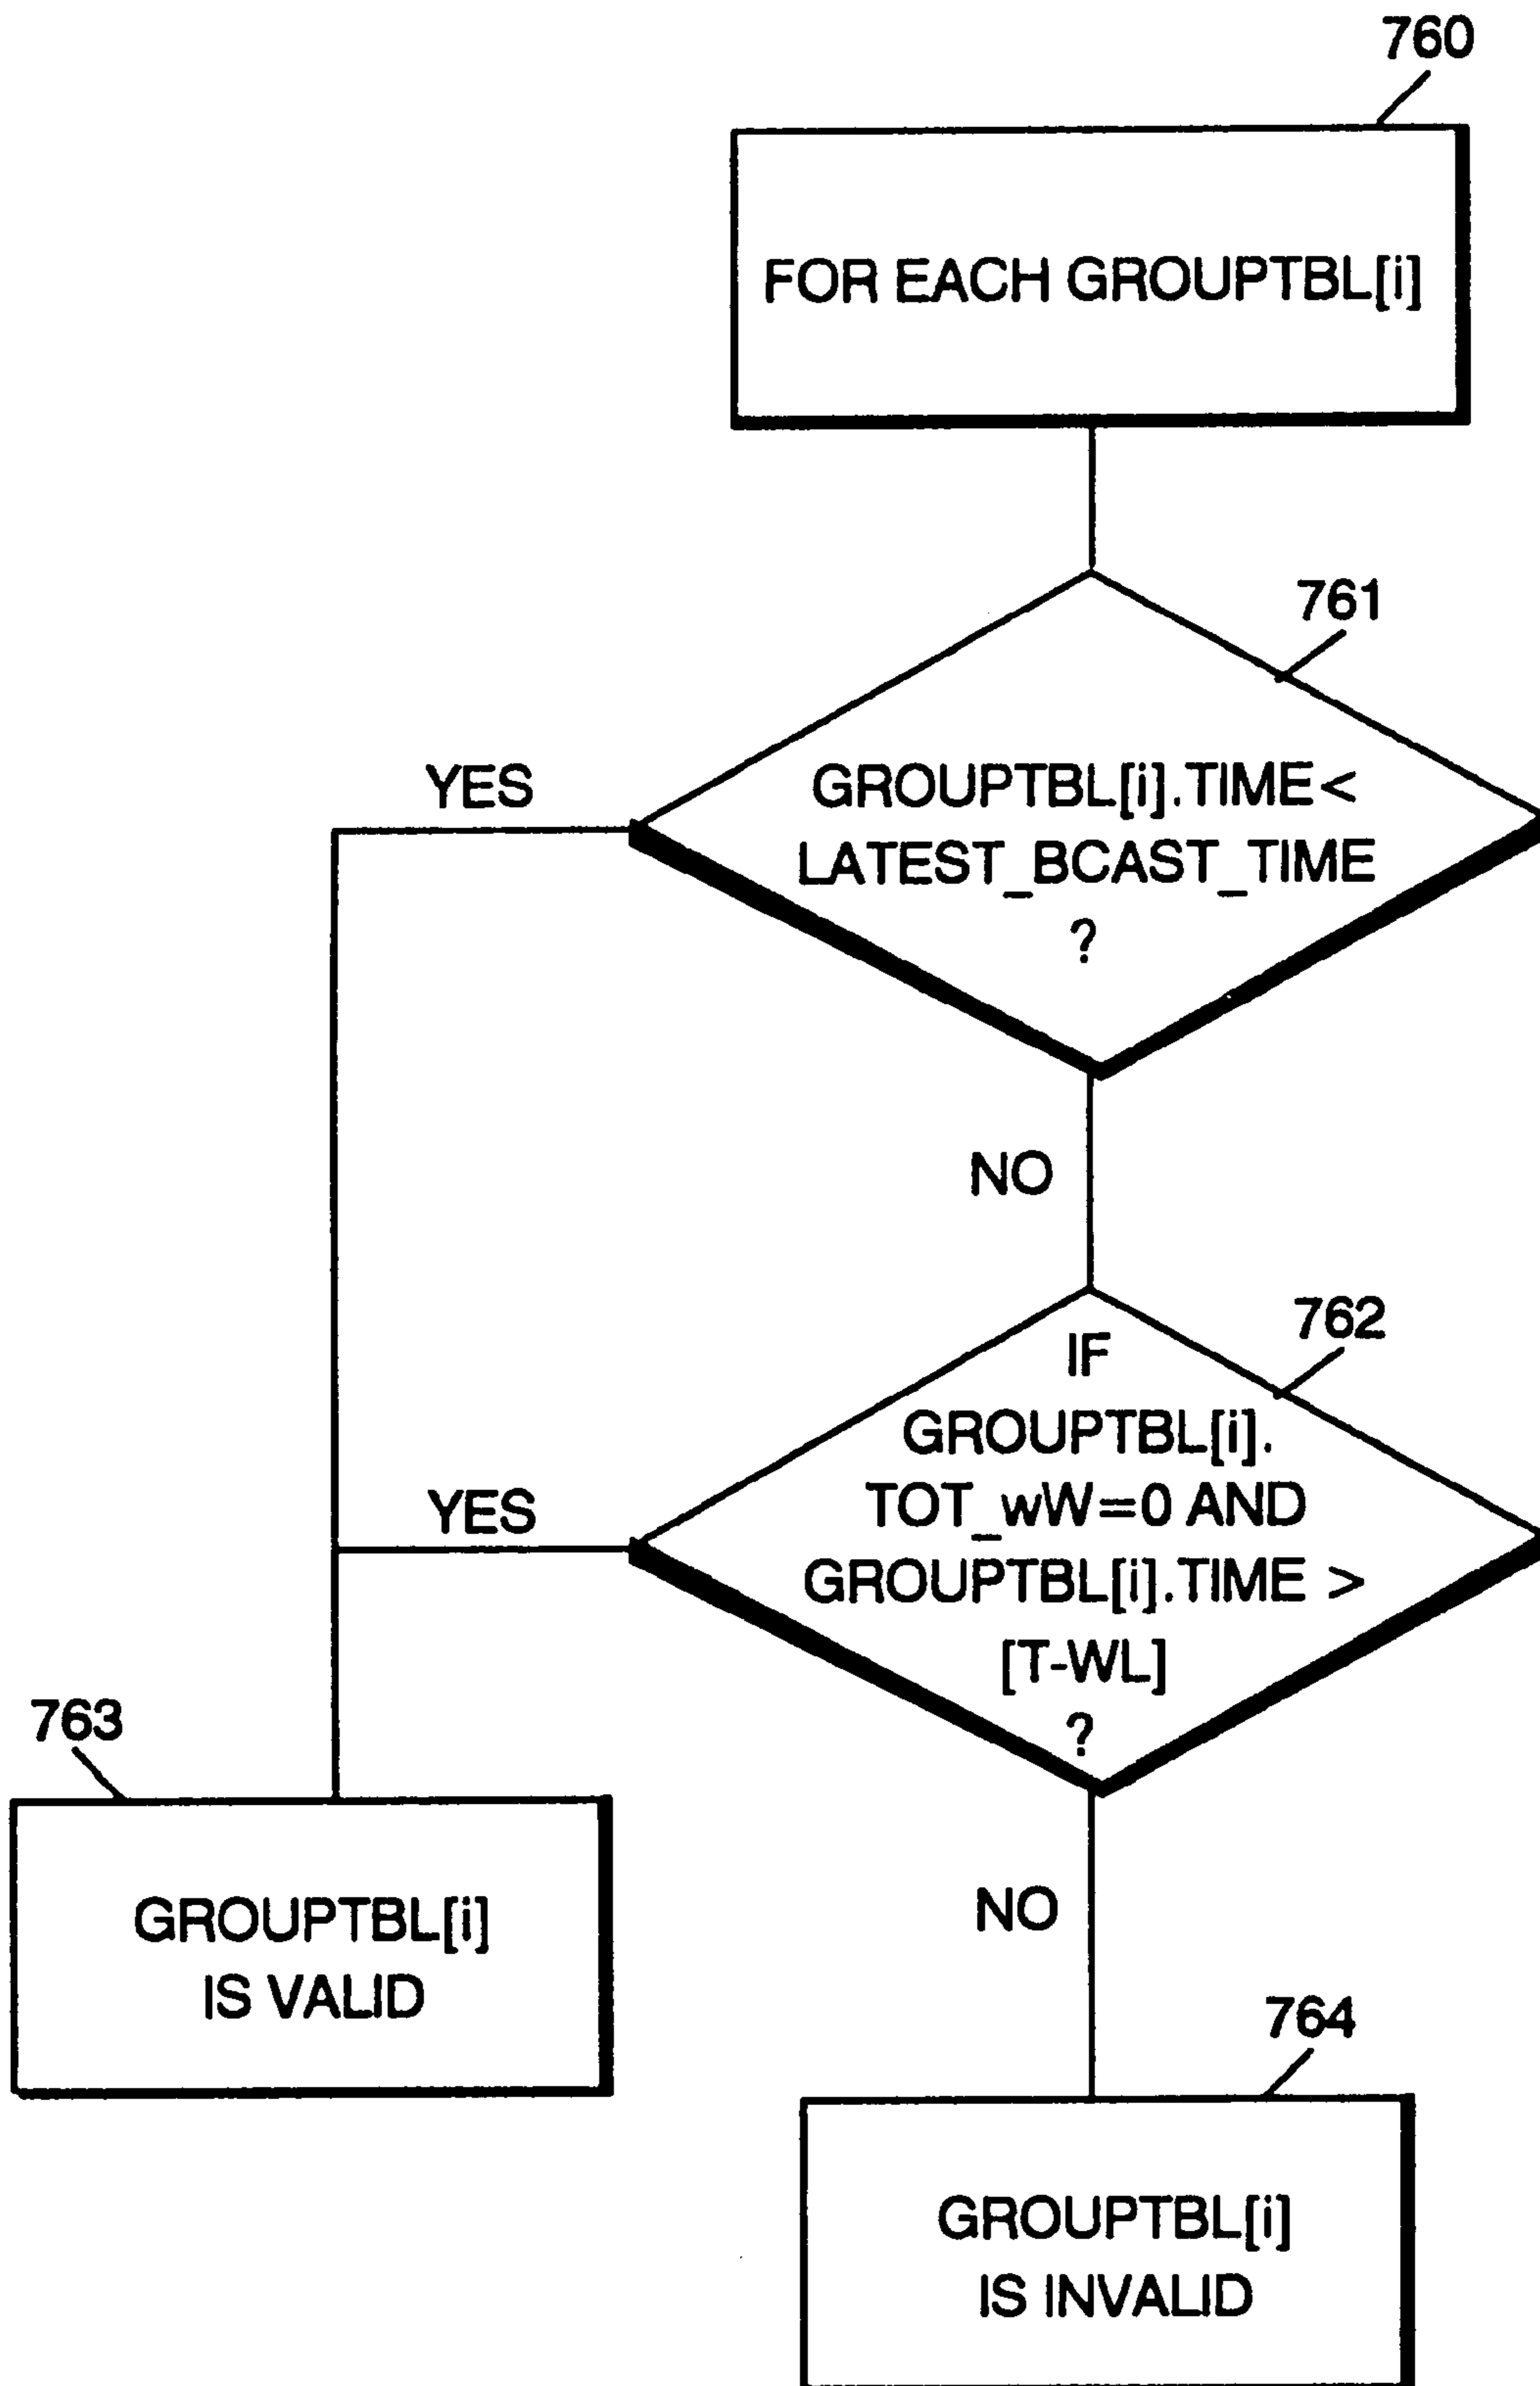 760
FOR EACH GROUPTBL[i]
761
YES
GROUPTBL[i].TIME<
LATEST_BCAST_TIME
?
NO
762
IF
GROUPTBL[i].
TOT_wW=0 AND
YES
GROUPTBL[i].TIME >
[T-WL]
?
763
GROUPTBL[i]
IS VALID
NO
764
GROUPTBL[i]
IS INVALID